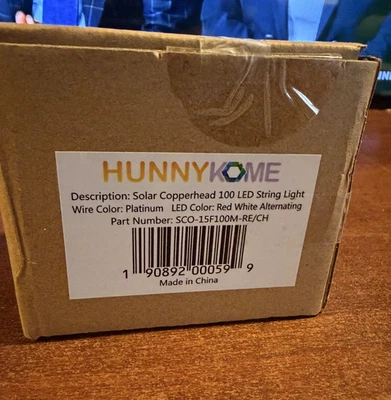 HUNNYKOME
Description: Solar Copperhead 100 LED String Light
Wire Color: Platinum LED Color: Red White Alternating
Part Number: SCO-15F100M-RE/CH
1 90892 00059 9
Made in China